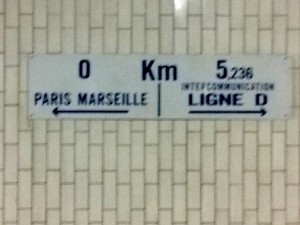 0 Km 5,236
INTERCOMMUNICATION
PARIS MARSEILLE LIGNE D